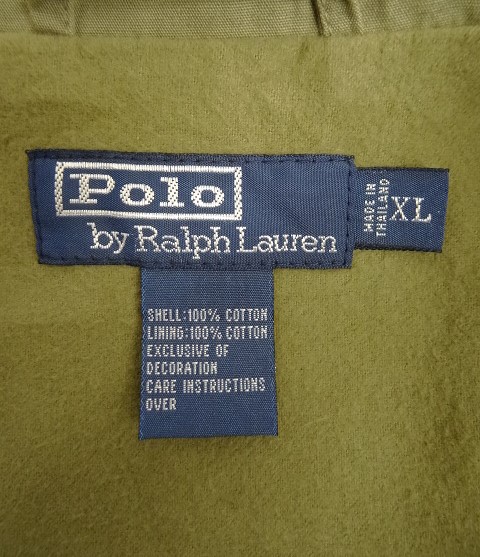 Polo
by Ralph Lauren
MADE IN
THAILAND
XL
SHELL: 100% COTTON
LINING: 100% COTTON
EXCLUSIVE OF
DECORATION
CARE INSTRUCTIONS
OVER